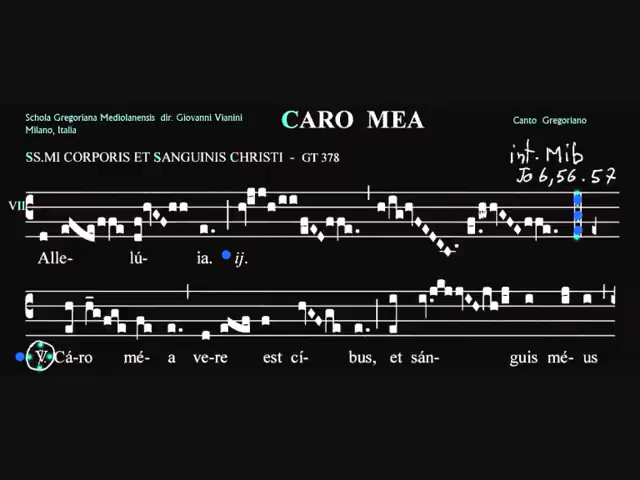 Schola Gregoriana Mediolanensis dir. Giovanni Vianini
Milano, Italia
CARO MEA
Canto Gregoriano
SS.MI CORPORIS ET SANGUINIS CHRISTI - GT 378
int. Mib
Jo 6,56.57
VII
Alle- lú- ia. ij.
℣. Cá-ro mé- a ve-re est cí- bus, et sán- guis mé- us